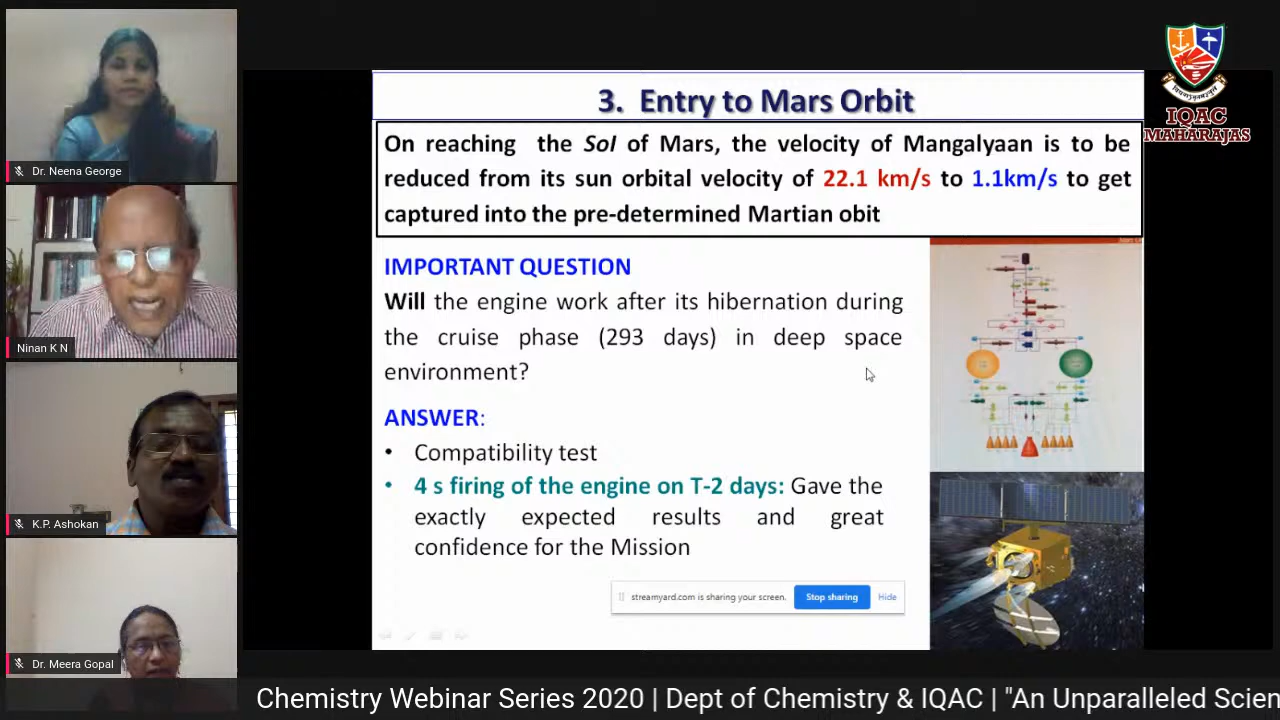 Dr. Neena George
Ninan K N
K.P. Ashokan
Dr. Meera Gopal
IQAC
MAHARAJAS
3. Entry to Mars Orbit
On reaching the SoI of Mars, the velocity of Mangalyaan is to be
reduced from its sun orbital velocity of 22.1 km/s to 1.1km/s to get
captured into the pre-determined Martian obit
IMPORTANT QUESTION
Will the engine work after its hibernation during
the cruise phase (293 days) in deep space
environment?
ANSWER:
• Compatibility test
• 4 s firing of the engine on T-2 days: Gave the
exactly expected results and great
confidence for the Mission
streamyard.com is sharing your screen.
Stop sharing
Hide
Chemistry Webinar Series 2020 | Dept of Chemistry & IQAC | "An Unparalleled Scien